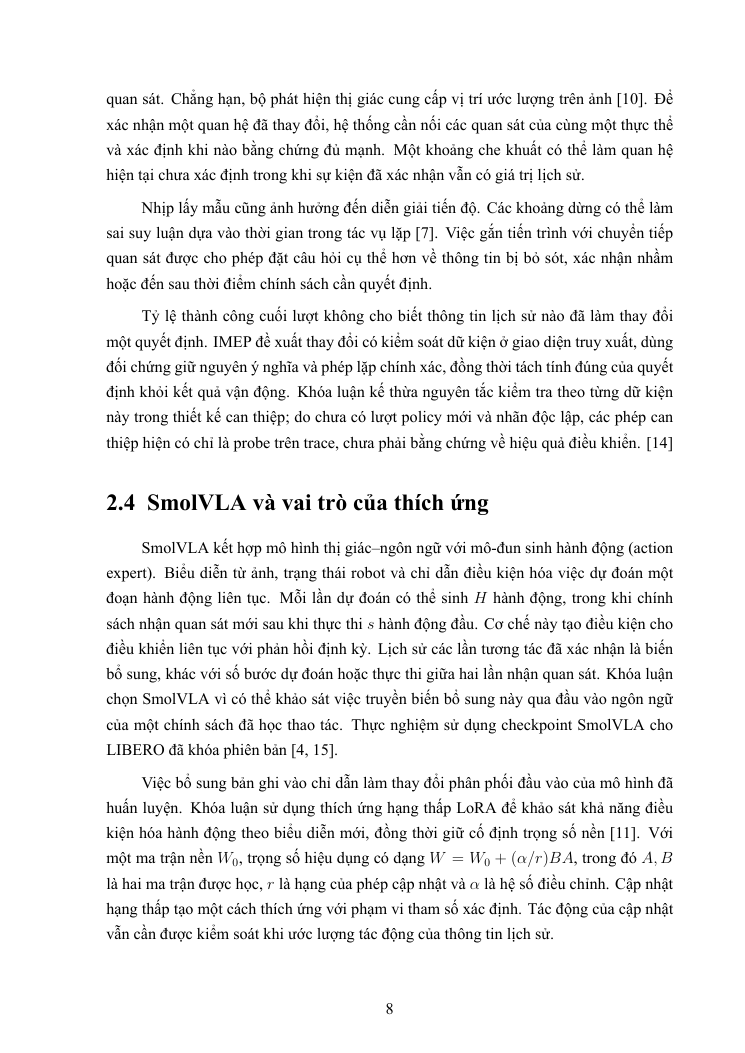 quan sát. Chẳng hạn, bộ phát hiện thị giác cung cấp vị trí ước lượng trên ảnh [10]. Để
xác nhận một quan hệ đã thay đổi, hệ thống cần nối các quan sát của cùng một thực thể
và xác định khi nào bằng chứng đủ mạnh. Một khoảng che khuất có thể làm quan hệ
hiện tại chưa xác định trong khi sự kiện đã xác nhận vẫn có giá trị lịch sử.
Nhịp lấy mẫu cũng ảnh hưởng đến diễn giải tiến độ. Các khoảng dừng có thể làm
sai suy luận dựa vào thời gian trong tác vụ lặp [7]. Việc gắn tiến trình với chuyển tiếp
quan sát được cho phép đặt câu hỏi cụ thể hơn về thông tin bị bỏ sót, xác nhận nhầm
hoặc đến sau thời điểm chính sách cần quyết định.
Tỷ lệ thành công cuối lượt không cho biết thông tin lịch sử nào đã làm thay đổi
một quyết định. IMEP đề xuất thay đổi có kiểm soát dữ kiện ở giao diện truy xuất, dùng
đối chứng giữ nguyên ý nghĩa và phép lặp chính xác, đồng thời tách tính đúng của quyết
định khỏi kết quả vận động. Khóa luận kế thừa nguyên tắc kiểm tra theo từng dữ kiện
này trong thiết kế can thiệp; do chưa có lượt policy mới và nhãn độc lập, các phép can
thiệp hiện có chỉ là probe trên trace, chưa phải bằng chứng về hiệu quả điều khiển. [14]
2.4 SmolVLA và vai trò của thích ứng
SmolVLA kết hợp mô hình thị giác–ngôn ngữ với mô-đun sinh hành động (action
expert). Biểu diễn từ ảnh, trạng thái robot và chỉ dẫn điều kiện hóa việc dự đoán một
đoạn hành động liên tục. Mỗi lần dự đoán có thể sinh H hành động, trong khi chính
sách nhận quan sát mới sau khi thực thi s hành động đầu. Cơ chế này tạo điều kiện cho
điều khiển liên tục với phản hồi định kỳ. Lịch sử các lần tương tác đã xác nhận là biến
bổ sung, khác với số bước dự đoán hoặc thực thi giữa hai lần nhận quan sát. Khóa luận
chọn SmolVLA vì có thể khảo sát việc truyền biến bổ sung này qua đầu vào ngôn ngữ
của một chính sách đã học thao tác. Thực nghiệm sử dụng checkpoint SmolVLA cho
LIBERO đã khóa phiên bản [4, 15].
Việc bổ sung bản ghi vào chỉ dẫn làm thay đổi phân phối đầu vào của mô hình đã
huấn luyện. Khóa luận sử dụng thích ứng hạng thấp LoRA để khảo sát khả năng điều
kiện hóa hành động theo biểu diễn mới, đồng thời giữ cố định trọng số nền [11]. Với
một ma trận nền W₀, trọng số hiệu dụng có dạng W = W₀ + (α/r)BA, trong đó A, B
là hai ma trận được học, r là hạng của phép cập nhật và α là hệ số điều chỉnh. Cập nhật
hạng thấp tạo một cách thích ứng với phạm vi tham số xác định. Tác động của cập nhật
vẫn cần được kiểm soát khi ước lượng tác động của thông tin lịch sử.
8